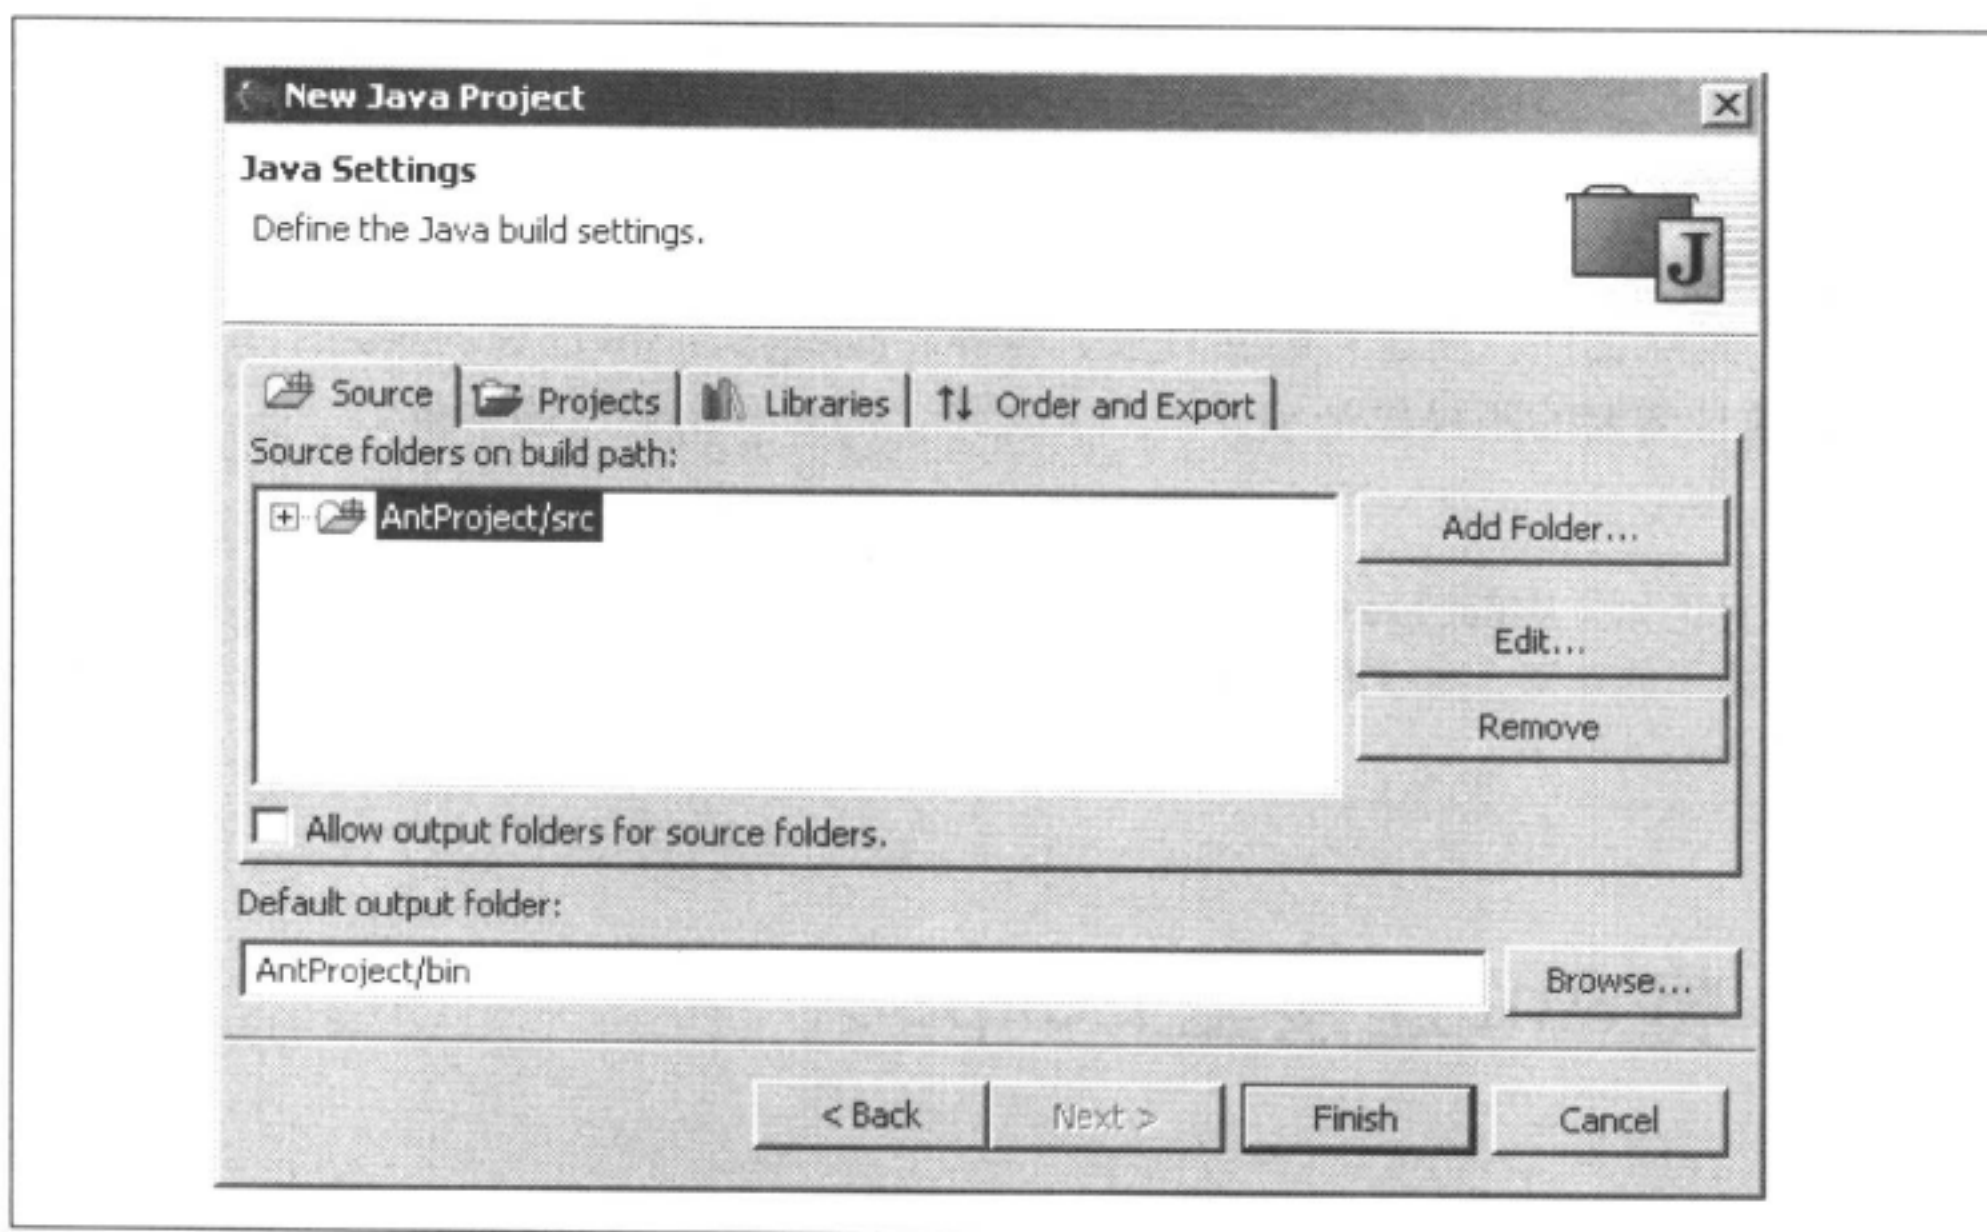 New Java Project
Java Settings
Define the Java build settings.
J
Source Projects Libraries Order and Export
Source folders on build path:
AntProject/src
Add Folder...
Edit...
Remove
Allow output folders for source folders.
Default output folder:
AntProject/bin
Browse...
< Back Next > Finish Cancel